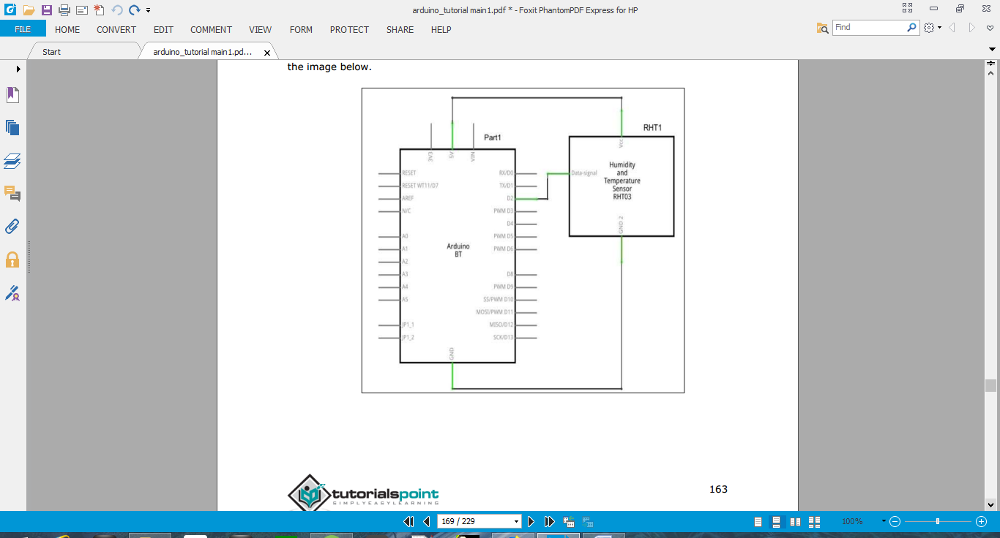 arduino_tutorial main1.pdf * - Foxit PhantomPDF Express for HP
FILE HOME CONVERT EDIT COMMENT VIEW FORM PROTECT SHARE HELP
Find
Start
arduino_tutorial main1.pd...
the image below.
Part1
RHT1
3V3
5V
VIN
Vcc
RESET
RESET WT11/D7
AREF
N/C
A0
A1
A2
A3
A4
A5
JP1_1
JP1_2
Arduino
BT
RX/D0
TX/D1
D2
PWM D3
D4
PWM D5
PWM D6
D8
PWM D9
SS/PWM D10
MOSI/PWM D11
MISO/D12
SCK/D13
GND
Data-signal
Humidity
and
Temperature
Sensor
RHT03
GND 2
tutorialspoint
SIMPLYEASYLEARNING
163
169 / 229
100%